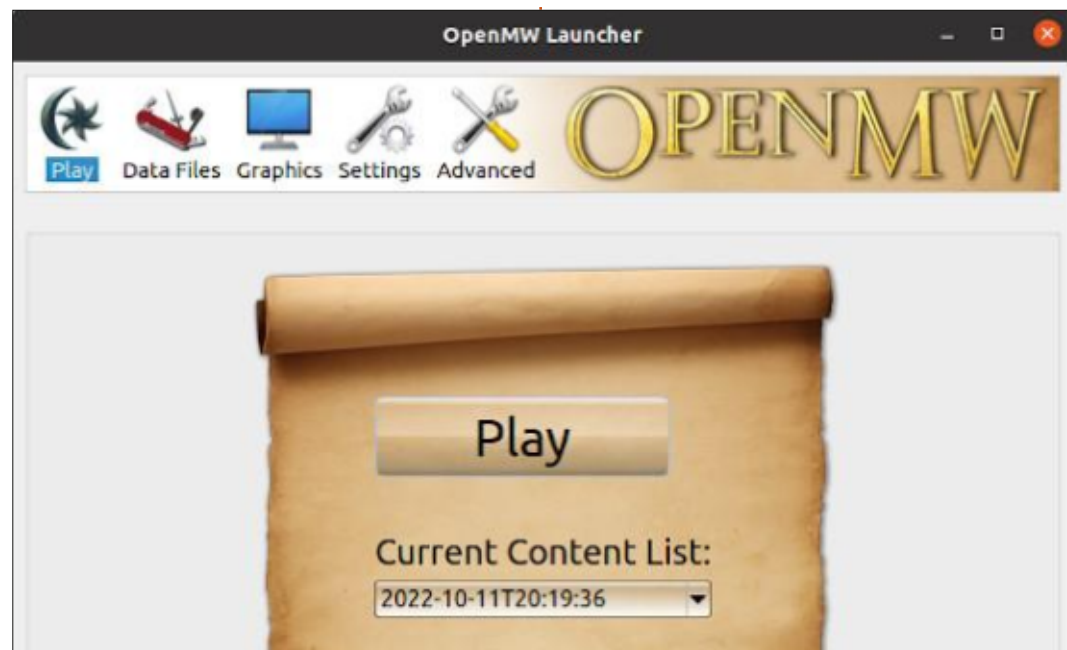 OpenMW Launcher
Play Data Files Graphics Settings Advanced
OPENMW
Play
Current Content List:
2022-10-11T20:19:36